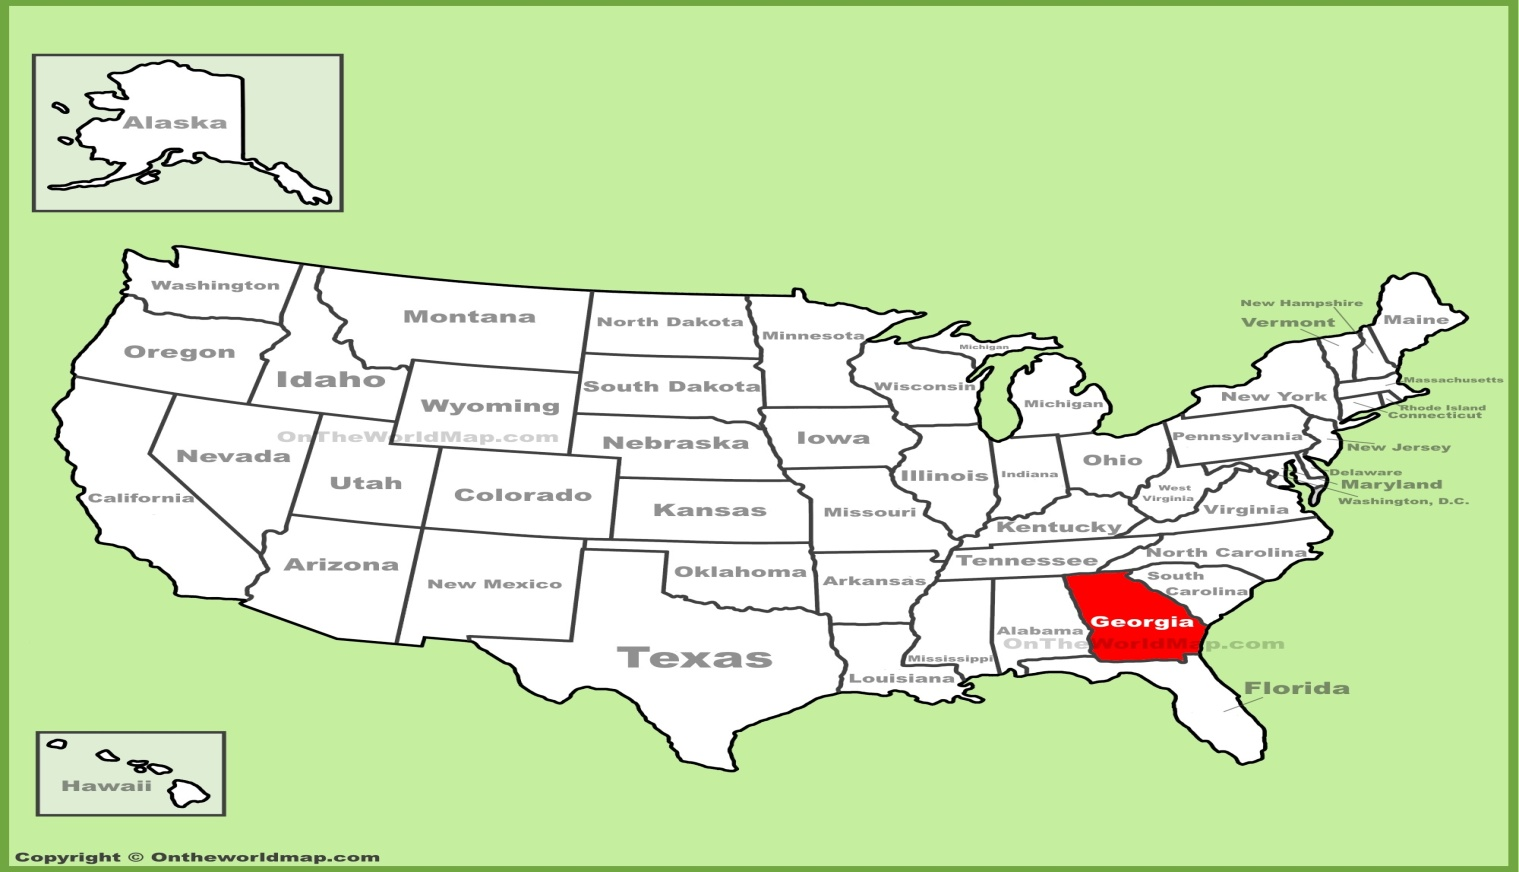 Alaska
Washington
Montana
North Dakota
Minnesota
Michigan
New Hampshire
Vermont
Maine
Oregon
Idaho
Wyoming
South Dakota
Wisconsin
Michigan
New York
Massachusetts
Rhode Island
Connecticut
OnTheWorldMap.com
Nevada
Utah
Colorado
Nebraska
Iowa
Illinois
Indiana
Ohio
Pennsylvania
New Jersey
Delaware
Maryland
Washington, D.C.
California
Kansas
Missouri
Kentucky
West
Virginia
Virginia
Arizona
New Mexico
Oklahoma
Arkansas
Tennessee
North Carolina
South
Carolina
Texas
Louisiana
Mississippi
Alabama
Georgia
OnTheWorldMap.com
Florida
Hawaii
Copyright © Ontheworldmap.com